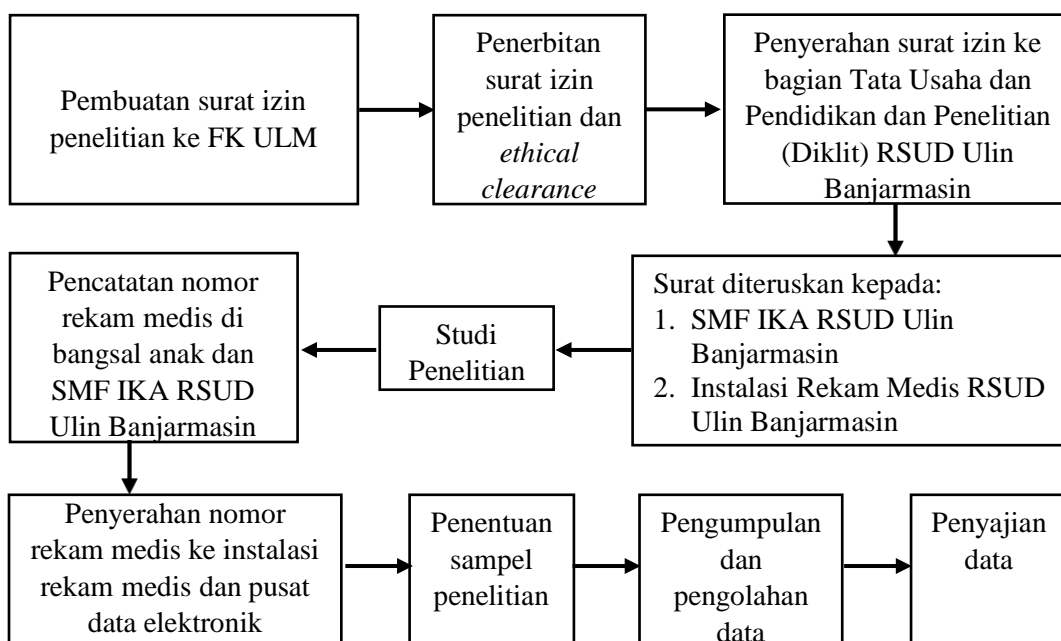 Pembuatan surat izin
penelitian ke FK ULM
Penerbitan
surat izin
penelitian dan
ethical
clearance
Penyerahan surat izin ke
bagian Tata Usaha dan
Pendidikan dan Penelitian
(Diklit) RSUD Ulin
Banjarmasin
Surat diteruskan kepada:
1. SMF IKA RSUD Ulin
Banjarmasin
2. Instalasi Rekam Medis RSUD
Ulin Banjarmasin
Studi
Penelitian
Pencatatan nomor
rekam medis di
bangsal anak dan
SMF IKA RSUD
Ulin Banjarmasin
Penyerahan nomor
rekam medis ke instalasi
rekam medis dan pusat
data elektronik
Penentuan
sampel
penelitian
Pengumpulan
dan
pengolahan
data
Penyajian
data